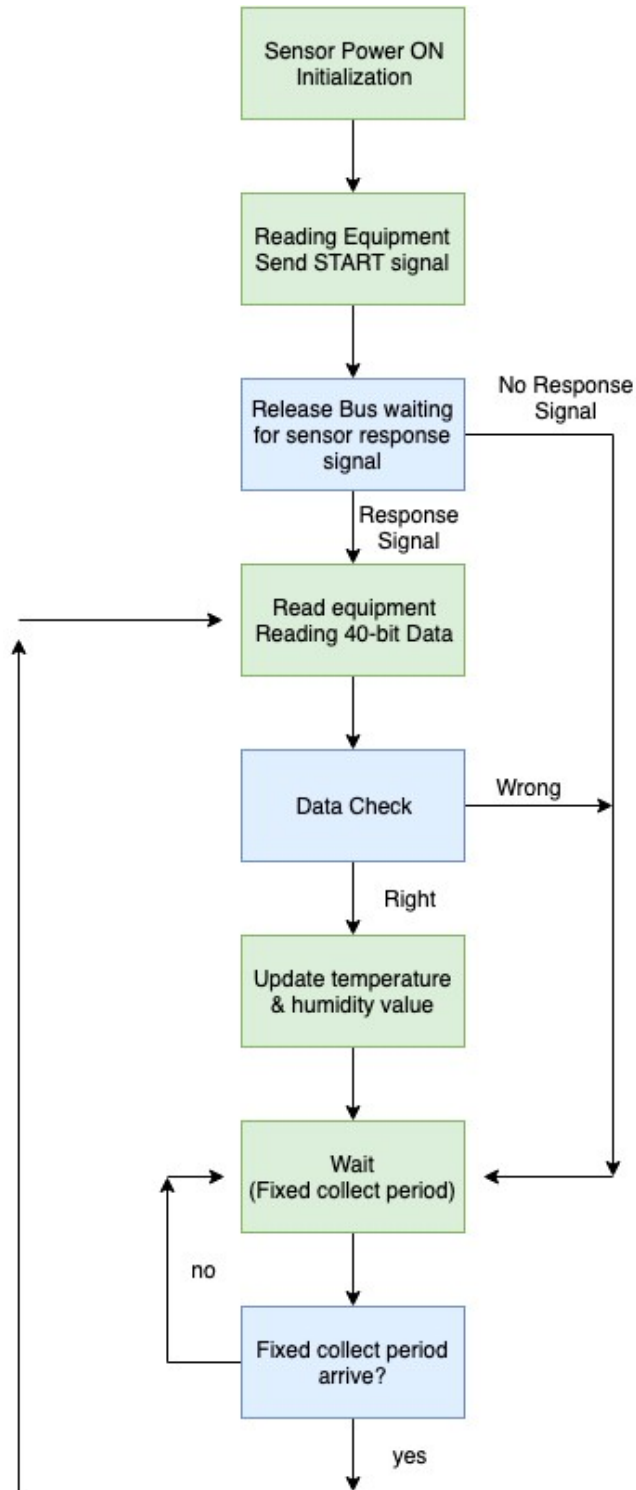 Sensor Power ON
Initialization
Reading Equipment
Send START signal
No Response
Signal
Release Bus waiting
for sensor response
signal
Response
Signal
Read equipment
Reading 40-bit Data
Data Check
Wrong
Right
Update temperature
& humidity value
Wait
(Fixed collect period)
no
Fixed collect period
arrive?
yes